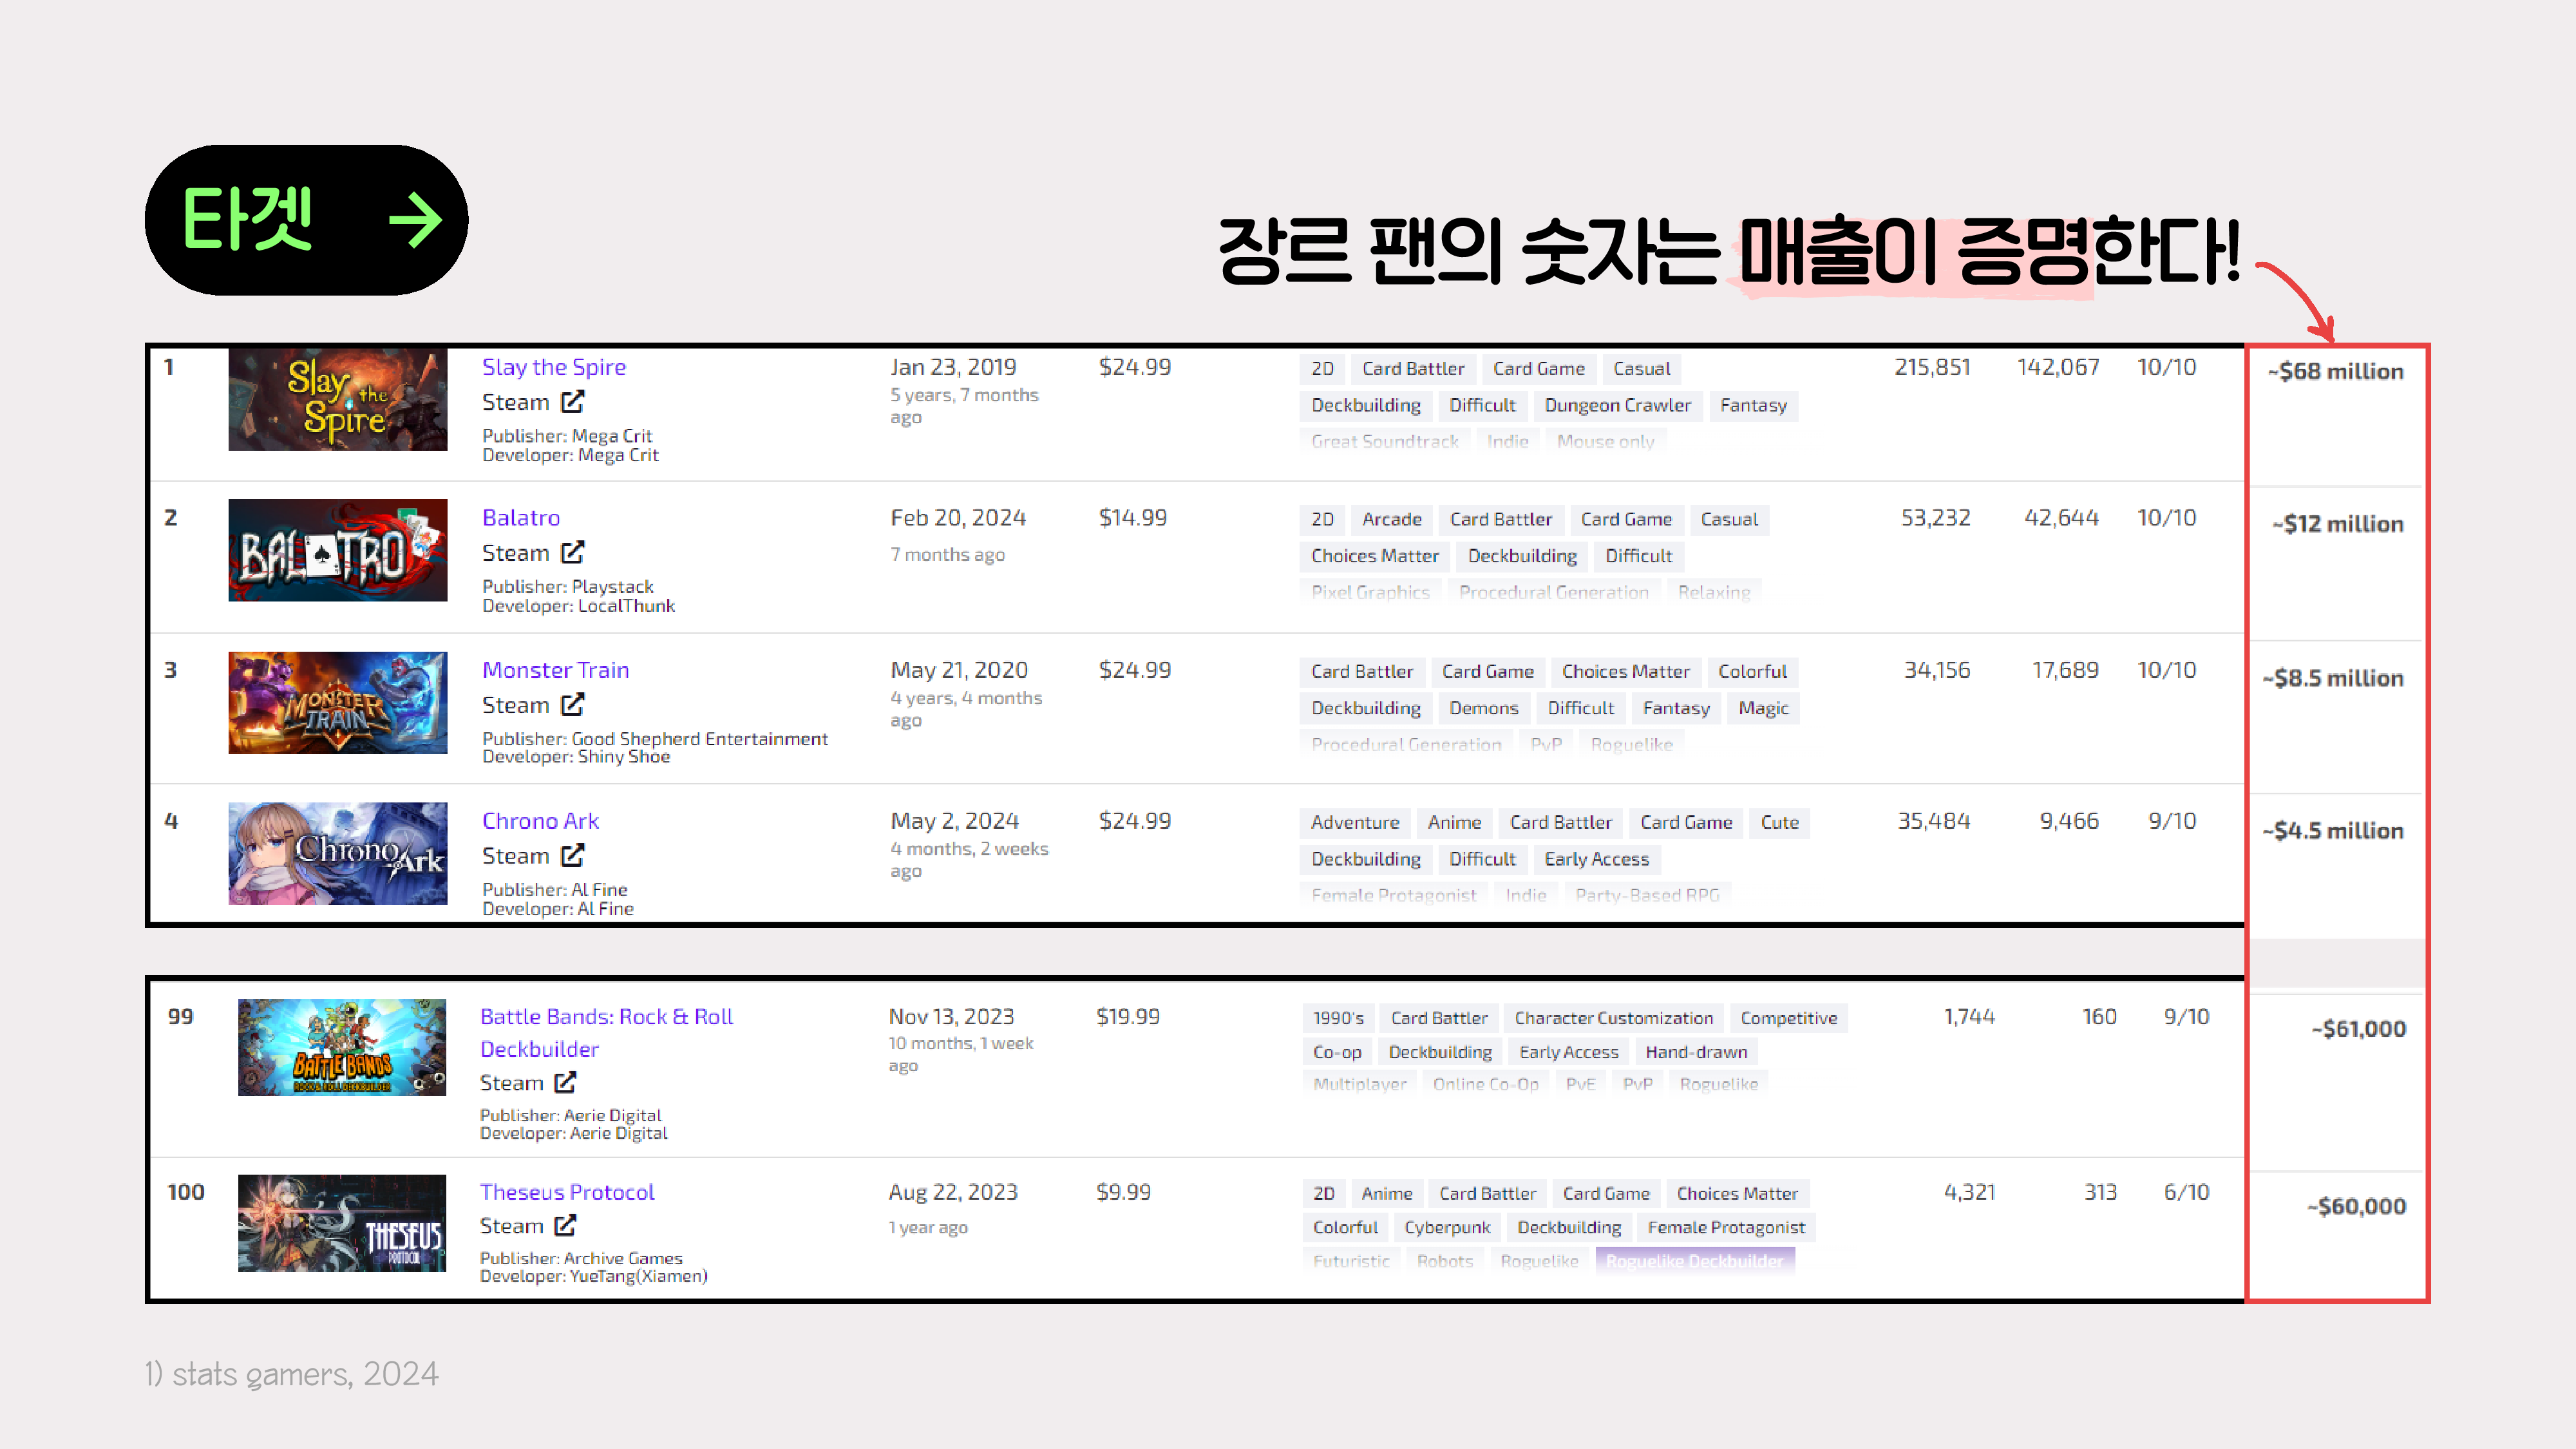 타겟 →
장르 팬의 숫자는 매출이 증명한다!
1
Slay the Spire
Slay the Spire
Steam
Publisher: Mega Crit
Developer: Mega Crit
Jan 23, 2019
5 years, 7 months
ago
$24.99
2D Card Battler Card Game Casual
Deckbuilding Difficult Dungeon Crawler Fantasy
Great Soundtrack Indie Mouse only
215,851 142,067 10/10
~$68 million
2
BALATRO
Balatro
Steam
Publisher: Playstack
Developer: LocalThunk
Feb 20, 2024
7 months ago
$14.99
2D Arcade Card Battler Card Game Casual
Choices Matter Deckbuilding Difficult
Pixel Graphics Procedural Generation Relaxing
53,232 42,644 10/10
~$12 million
3
MONSTER TRAIN
Monster Train
Steam
Publisher: Good Shepherd Entertainment
Developer: Shiny Shoe
May 21, 2020
4 years, 4 months
ago
$24.99
Card Battler Card Game Choices Matter Colorful
Deckbuilding Demons Difficult Fantasy Magic
Procedural Generation PvP Roguelike
34,156 17,689 10/10
~$8.5 million
4
Chrono Ark
Chrono Ark
Steam
Publisher: Al Fine
Developer: Al Fine
May 2, 2024
4 months, 2 weeks
ago
$24.99
Adventure Anime Card Battler Card Game Cute
Deckbuilding Difficult Early Access
Female Protagonist Indie Party-Based RPG
35,484 9,466 9/10
~$4.5 million
99
BATTLE BANDS
ROCK & ROLL DECKBUILDER
Battle Bands: Rock & Roll
Deckbuilder
Steam
Publisher: Aerie Digital
Developer: Aerie Digital
Nov 13, 2023
10 months, 1 week
ago
$19.99
1990's Card Battler Character Customization Competitive
Co-op Deckbuilding Early Access Hand-drawn
Multiplayer Online Co-Op PvE PvP Roguelike
1,744 160 9/10
~$61,000
100
THESEUS
PROTOCOL
Theseus Protocol
Steam
Publisher: Archive Games
Developer: YueTang(Xiamen)
Aug 22, 2023
1 year ago
$9.99
2D Anime Card Battler Card Game Choices Matter
Colorful Cyberpunk Deckbuilding Female Protagonist
Futuristic Robots Roguelike Roguelike Deckbuilder
4,321 313 6/10
~$60,000
1) stats gamers, 2024